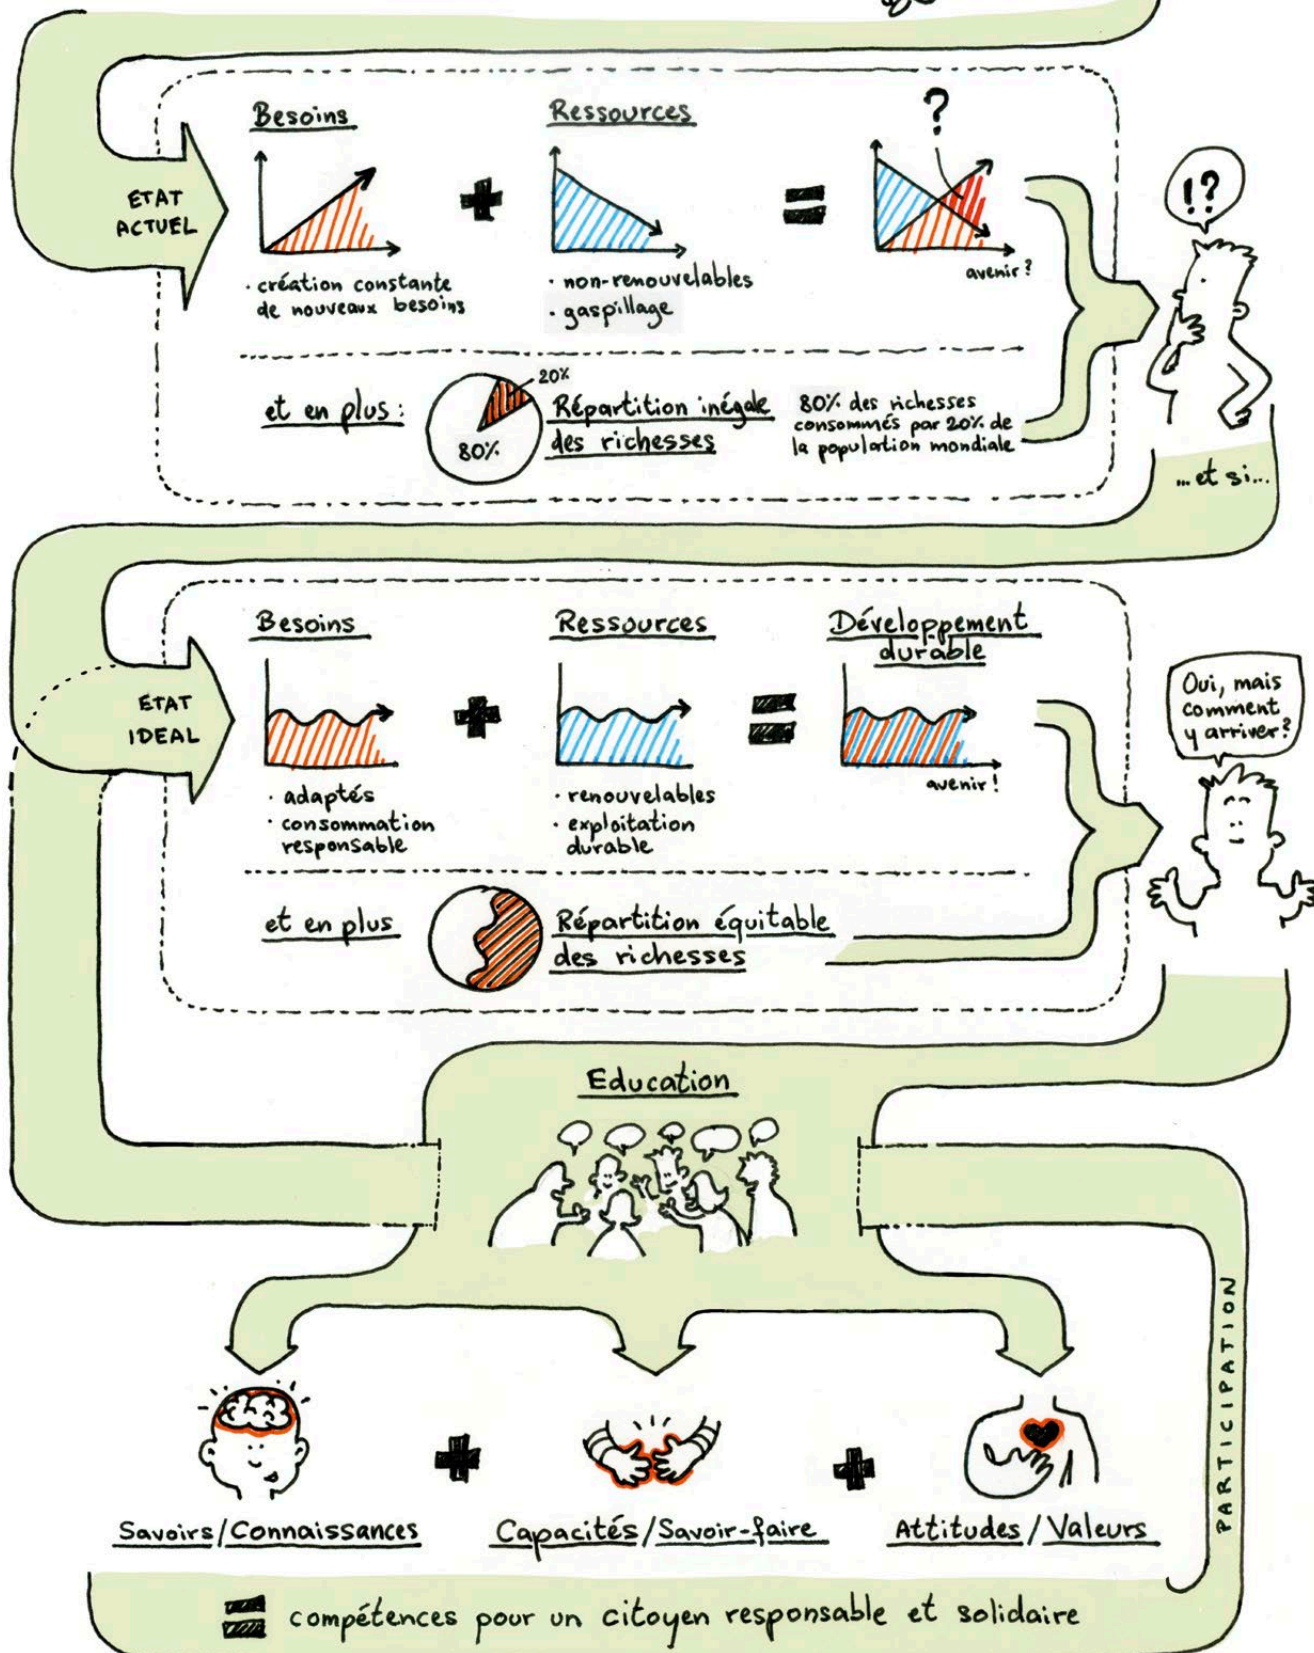 Besoins
Ressources
?
ETAT
ACTUEL
avenir?
· création constante
de nouveaux besoins
· non-renouvelables
· gaspillage
!?
et en plus:
20%
80%
Répartition inégale
des richesses
80% des richesses
consommés par 20% de
la population mondiale
... et si...
Besoins
Ressources
Développement
durable
ETAT
IDEAL
avenir!
Oui, mais
comment
y arriver?
· adaptés
· consommation
responsable
· renouvelables
· exploitation
durable
et en plus
Répartition équitable
des richesses
Education
PARTICIPATION
Savoirs/Connaissances
Capacités/Savoir-faire
Attitudes/Valeurs
= compétences pour un citoyen responsable et solidaire